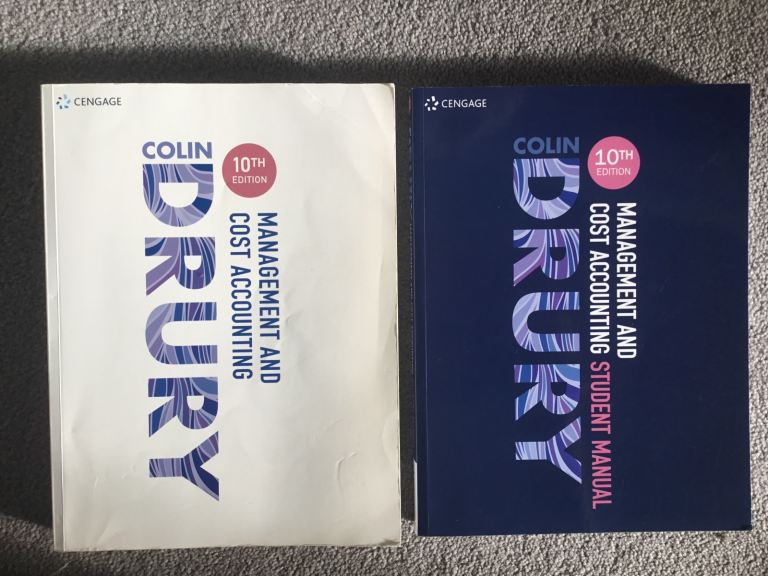 CENGAGE
COLIN
DRURY
10TH
EDITION
MANAGEMENT AND
COST ACCOUNTING
CENGAGE
COLIN
DRURY
10TH
EDITION
MANAGEMENT AND
COST ACCOUNTING STUDENT MANUAL